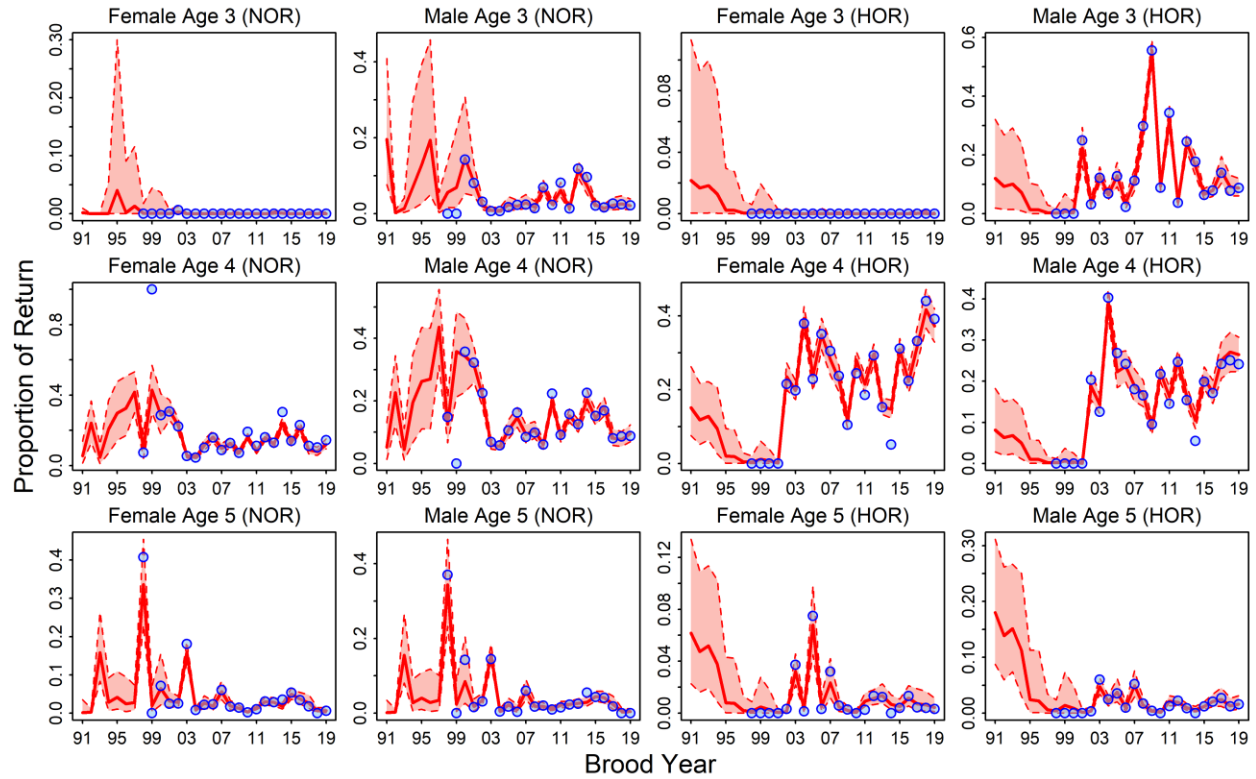 Female Age 3 (NOR) Male Age 3 (NOR) Female Age 3 (HOR) Male Age 3 (HOR)
0.00 0.10 0.20 0.30
0.0 0.2 0.4
0.00 0.04 0.08
0.0 0.2 0.4 0.6
91 95 99 03 07 11 15 19
91 95 99 03 07 11 15 19
91 95 99 03 07 11 15 19
91 95 99 03 07 11 15 19
Female Age 4 (NOR) Male Age 4 (NOR) Female Age 4 (HOR) Male Age 4 (HOR)
Proportion of Return
0.0 0.4 0.8
0.0 0.1 0.2 0.3 0.4 0.5
0.0 0.2 0.4
0.0 0.1 0.2 0.3 0.4
91 95 99 03 07 11 15 19
91 95 99 03 07 11 15 19
91 95 99 03 07 11 15 19
91 95 99 03 07 11 15 19
Female Age 5 (NOR) Male Age 5 (NOR) Female Age 5 (HOR) Male Age 5 (HOR)
0.0 0.1 0.2 0.3 0.4
0.0 0.1 0.2 0.3 0.4
0.00 0.04 0.08 0.12
0.00 0.10 0.20 0.30
91 95 99 03 07 11 15 19
91 95 99 03 07 11 15 19
91 95 99 03 07 11 15 19
91 95 99 03 07 11 15 19
Brood Year